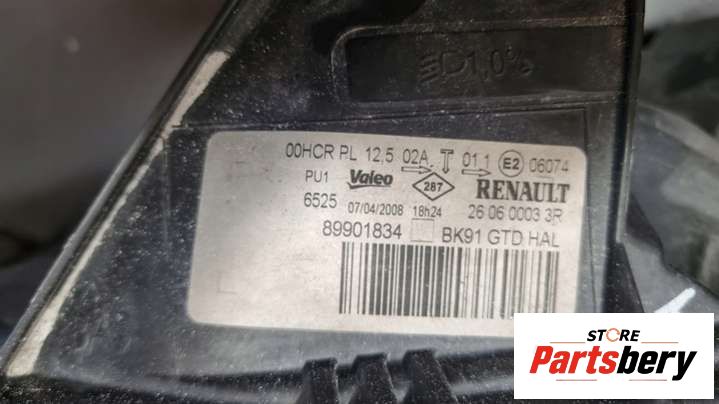 1,0%
00HCR PL 12,5 02A T 01 1 E2 06074
PU1 Valeo 287 RENAULT
6525 07/04/2008 18h24 26 06 0003 3R
89901834 BK91 GTD HAL
STORE
Partsbery